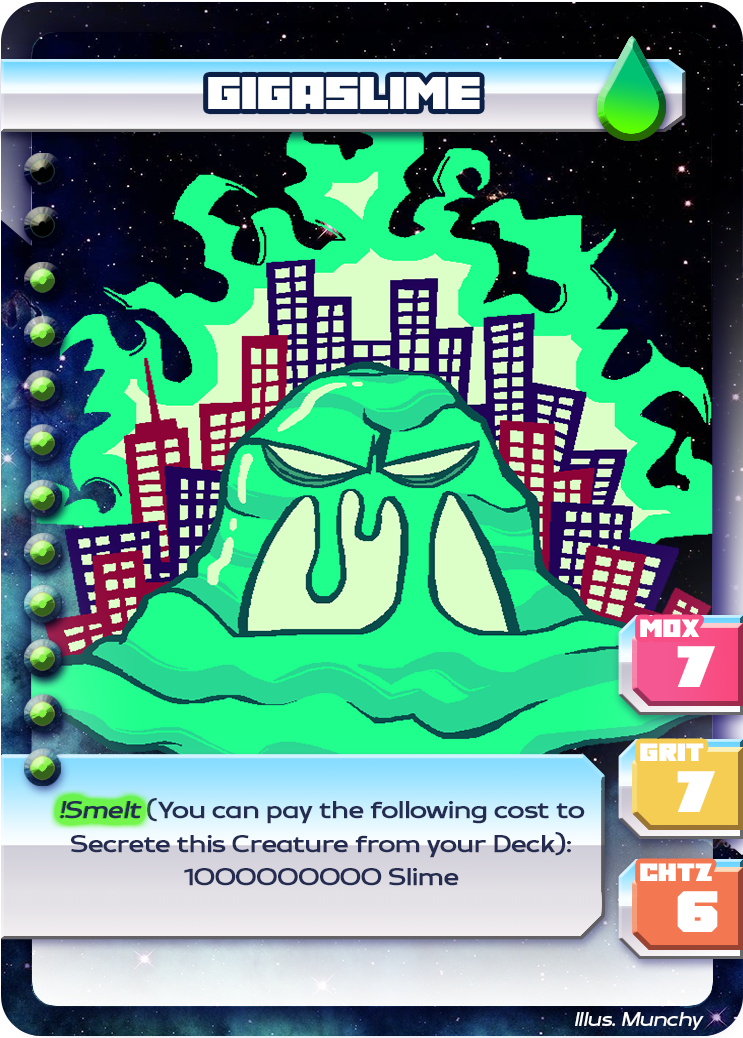 GIGASLIME
MOX
7
GRIT
7
CHTZ
6
!Smelt (You can pay the following cost to
Secrete this Creature from your Deck):
1000000000 Slime
Illus. Munchy